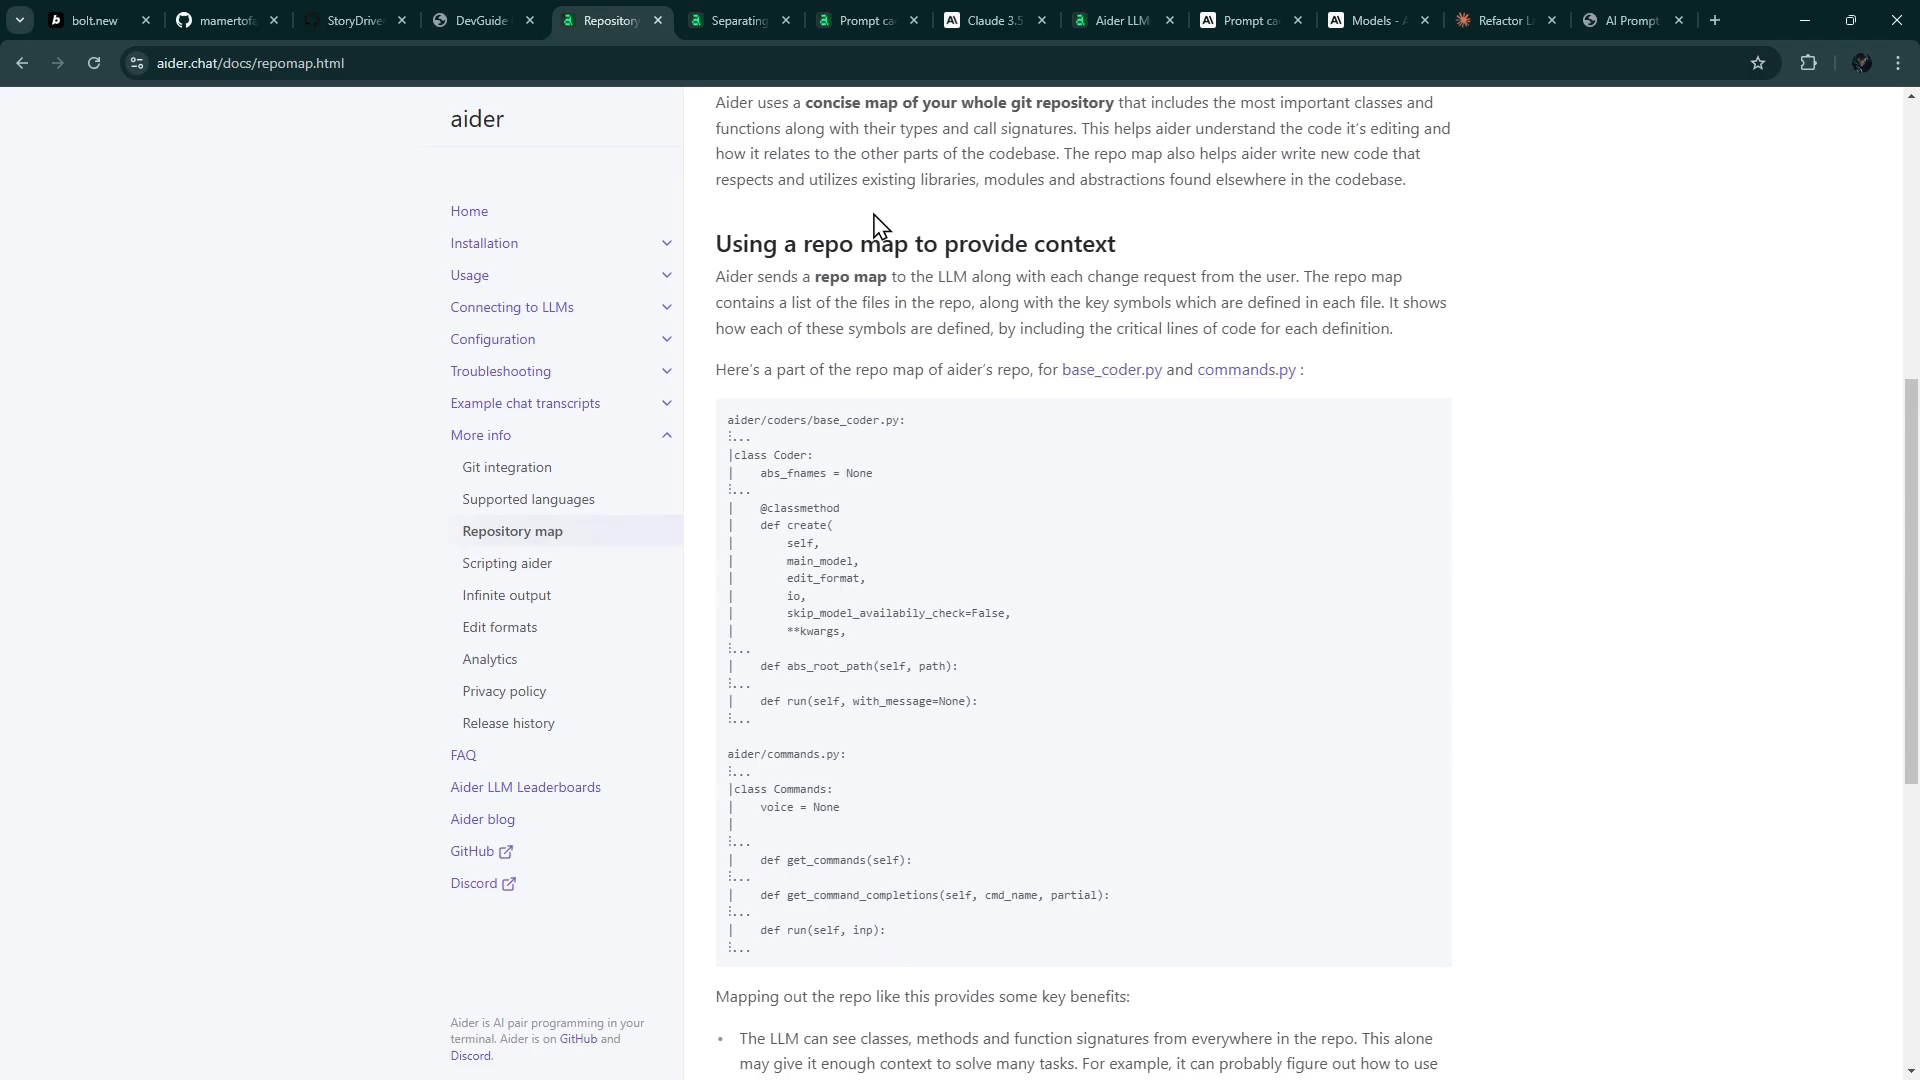 bolt.new
mamertofa
StoryDrive
DevGuide
Repository
Separating
Prompt ca
Claude 3.5
Aider LLM
Prompt ca
Models - A
Refactor L
AI Prompt
aider.chat/docs/repomap.html
aider
Home
Installation
Usage
Connecting to LLMs
Configuration
Troubleshooting
Example chat transcripts
More info
Git integration
Supported languages
Repository map
Scripting aider
Infinite output
Edit formats
Analytics
Privacy policy
Release history
FAQ
Aider LLM Leaderboards
Aider blog
GitHub
Discord
Aider is AI pair programming in your
terminal. Aider is on GitHub and
Discord.
Aider uses a concise map of your whole git repository that includes the most important classes and
functions along with their types and call signatures. This helps aider understand the code it’s editing and
how it relates to the other parts of the codebase. The repo map also helps aider write new code that
respects and utilizes existing libraries, modules and abstractions found elsewhere in the codebase.
Using a repo map to provide context
Aider sends a repo map to the LLM along with each change request from the user. The repo map
contains a list of the files in the repo, along with the key symbols which are defined in each file. It shows
how each of these symbols are defined, by including the critical lines of code for each definition.
Here’s a part of the repo map of aider’s repo, for base_coder.py and commands.py :
aider/coders/base_coder.py:
⋮...
│class Coder:
│    abs_fnames = None
⋮...
│    @classmethod
│    def create(
│        self,
│        main_model,
│        edit_format,
│        io,
│        skip_model_availabily_check=False,
│        **kwargs,
⋮...
│    def abs_root_path(self, path):
⋮...
│    def run(self, with_message=None):
⋮...
aider/commands.py:
⋮...
│class Commands:
│    voice = None
│
⋮...
│    def get_commands(self):
⋮...
│    def get_command_completions(self, cmd_name, partial):
⋮...
│    def run(self, inp):
⋮...
Mapping out the repo like this provides some key benefits:
• The LLM can see classes, methods and function signatures from everywhere in the repo. This alone
may give it enough context to solve many tasks. For example, it can probably figure out how to use